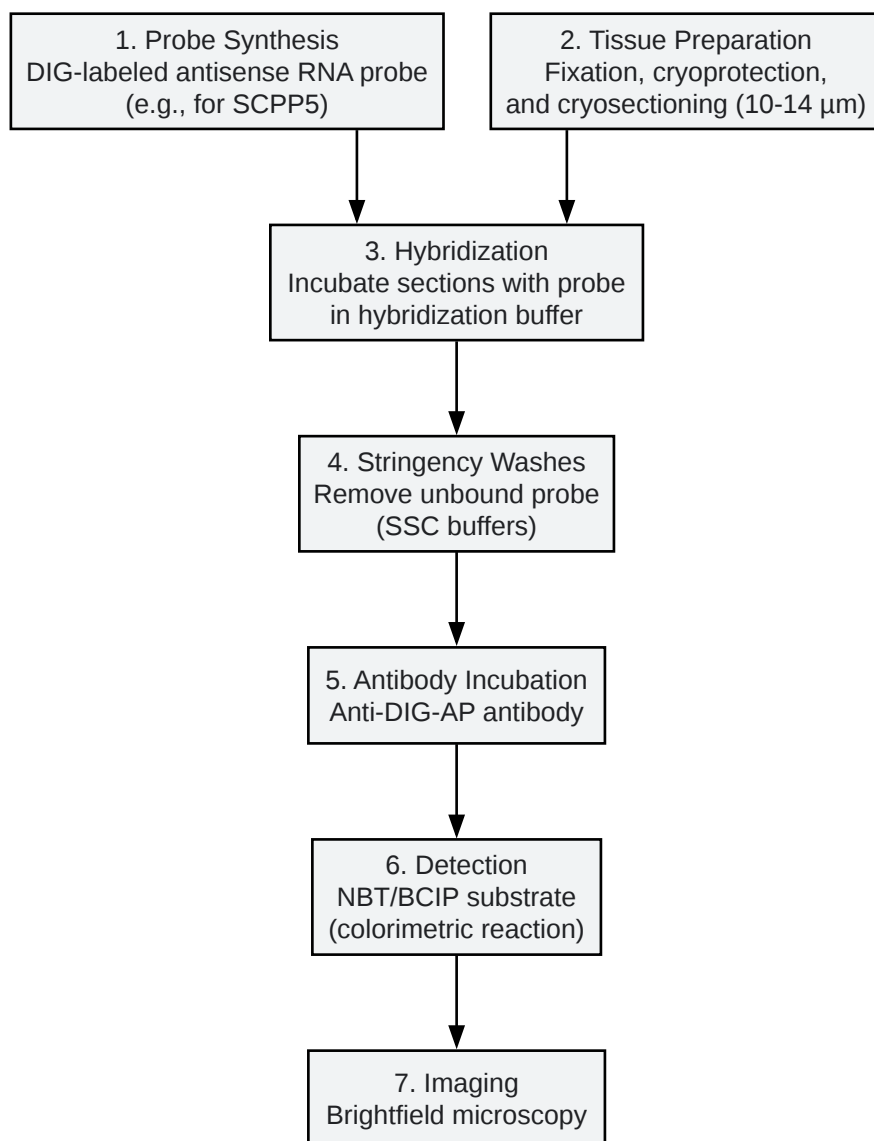 1. Probe Synthesis
DIG-labeled antisense RNA probe
(e.g., for SCPP5)
2. Tissue Preparation
Fixation, cryoprotection,
and cryosectioning (10-14 µm)
3. Hybridization
Incubate sections with probe
in hybridization buffer
4. Stringency Washes
Remove unbound probe
(SSC buffers)
5. Antibody Incubation
Anti-DIG-AP antibody
6. Detection
NBT/BCIP substrate
(colorimetric reaction)
7. Imaging
Brightfield microscopy